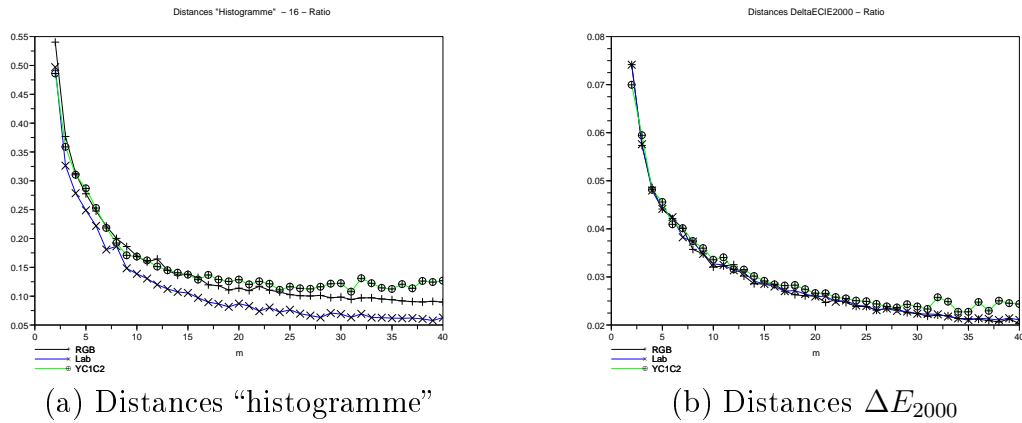 Distances "Histogramme" – 16 – Ratio
0.55
0.50
0.45
0.40
0.35
0.30
0.25
0.20
0.15
0.10
0.05
0 5 10 15 20 25 30 35 40
m
RGB
Lab
YC1C2
(a) Distances “histogramme”
Distances DeltaECIE2000 – Ratio
0.08
0.07
0.06
0.05
0.04
0.03
0.02
0 5 10 15 20 25 30 35 40
m
RGB
Lab
YC1C2
(b) Distances ΔE2000